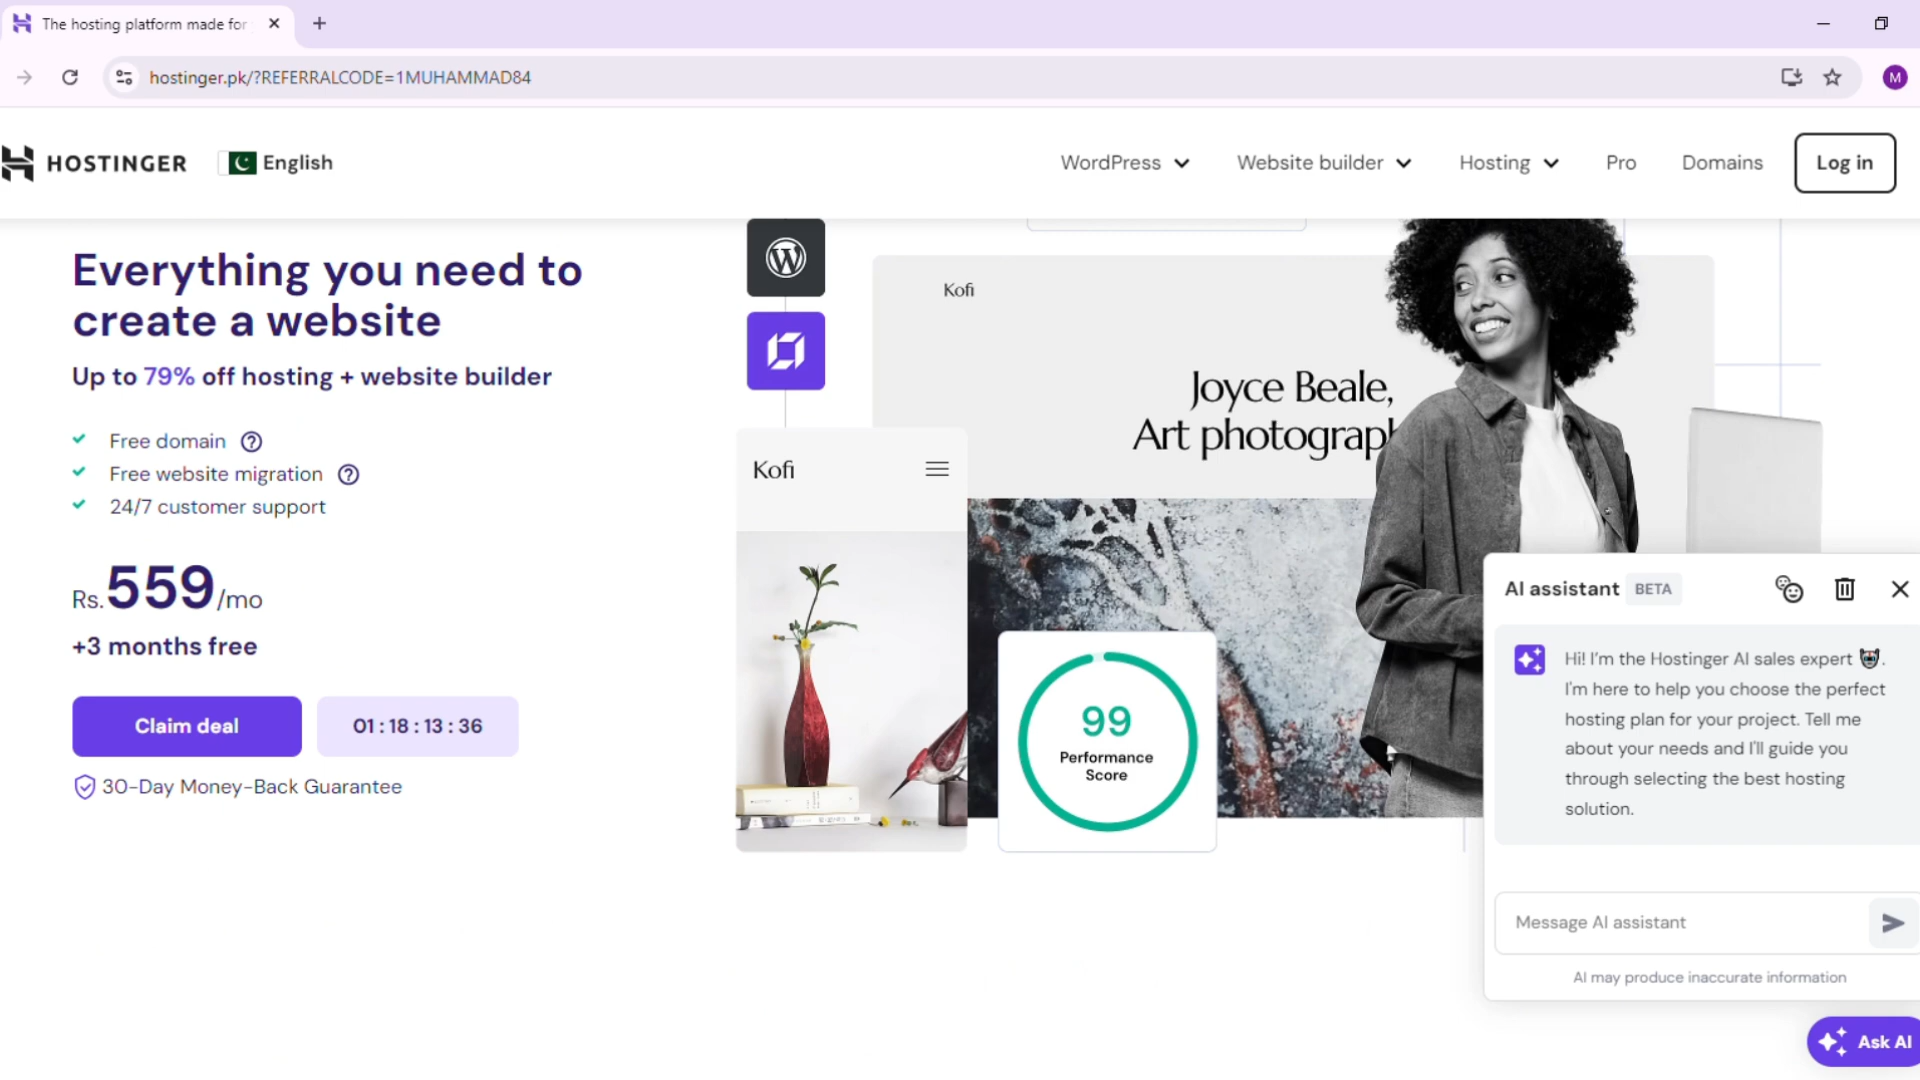 The hosting platform made for
hostinger.pk/?REFERRALCODE=1MUHAMMAD84
M
HOSTINGER
English
WordPress
Website builder
Hosting
Pro
Domains
Log in
Everything you need to
create a website
Up to 79% off hosting + website builder
Free domain
Free website migration
24/7 customer support
Rs.559/mo
+3 months free
Claim deal
01 : 18 : 13 : 36
30-Day Money-Back Guarantee
Kofi
Joyce Beale,
Art photograph
Kofi
99
Performance
Score
AI assistant BETA
Hi! I'm the Hostinger AI sales expert
I'm here to help you choose the perfect
hosting plan for your project. Tell me
about your needs and I'll guide you
through selecting the best hosting
solution.
Message AI assistant
AI may produce inaccurate information
Ask AI